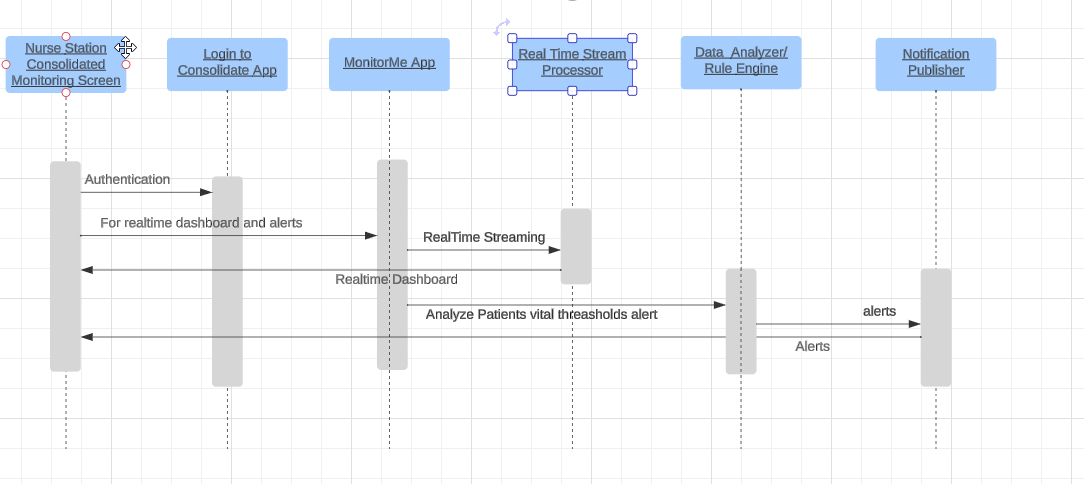 Nurse Station
Consolidated
Monitoring Screen
Login to
Consolidate App
MonitorMe App
Real Time Stream
Processor
Data_Analyzer/
Rule Engine
Notification
Publisher
Authentication
For realtime dashboard and alerts
RealTime Streaming
Realtime Dashboard
Analyze Patients vital threasholds alert
alerts
Alerts